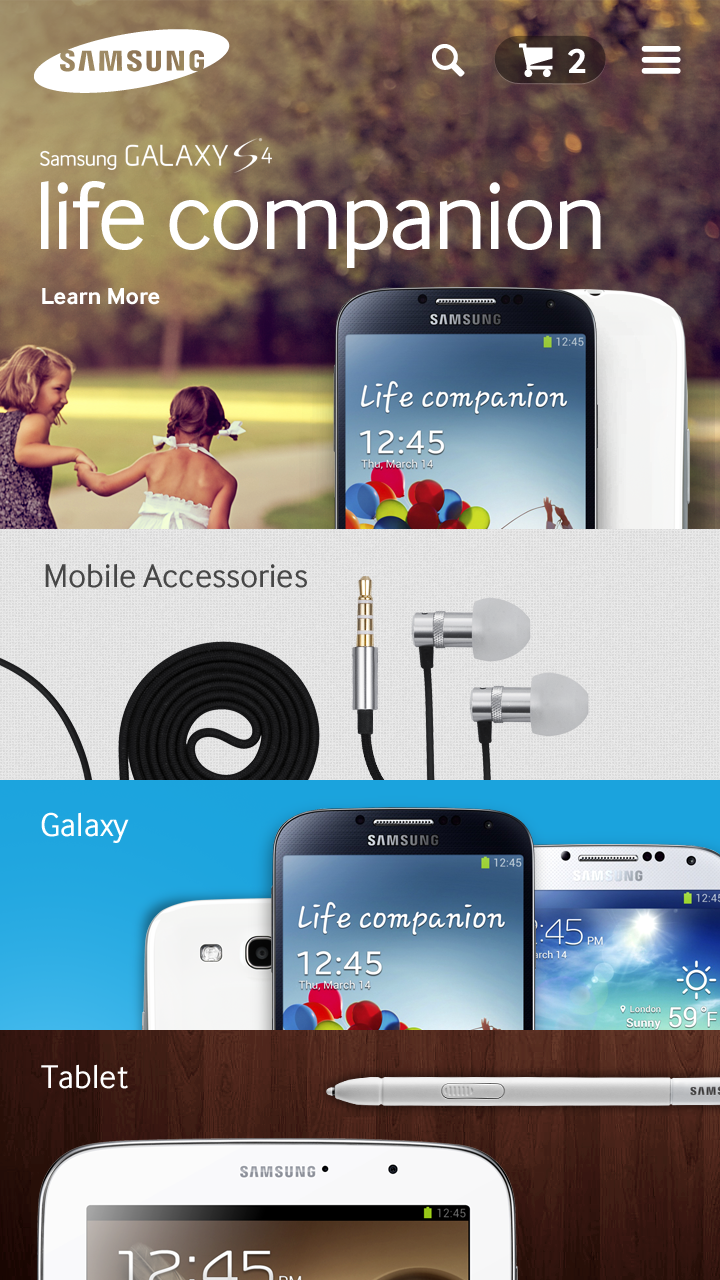 SAMSUNG
2
Samsung GALAXY S4
life companion
Learn More
SAMSUNG
12:45
Life companion
12:45
Thu, March 14
Mobile Accessories
Galaxy
SAMSUNG
12:45
Life companion
12:45
Thu, March 14
SAMSUNG
12:45
:45 PM
arch 14
London
Sunny
59°F
Tablet
SAMS
SAMSUNG
12:45
12:45 PM